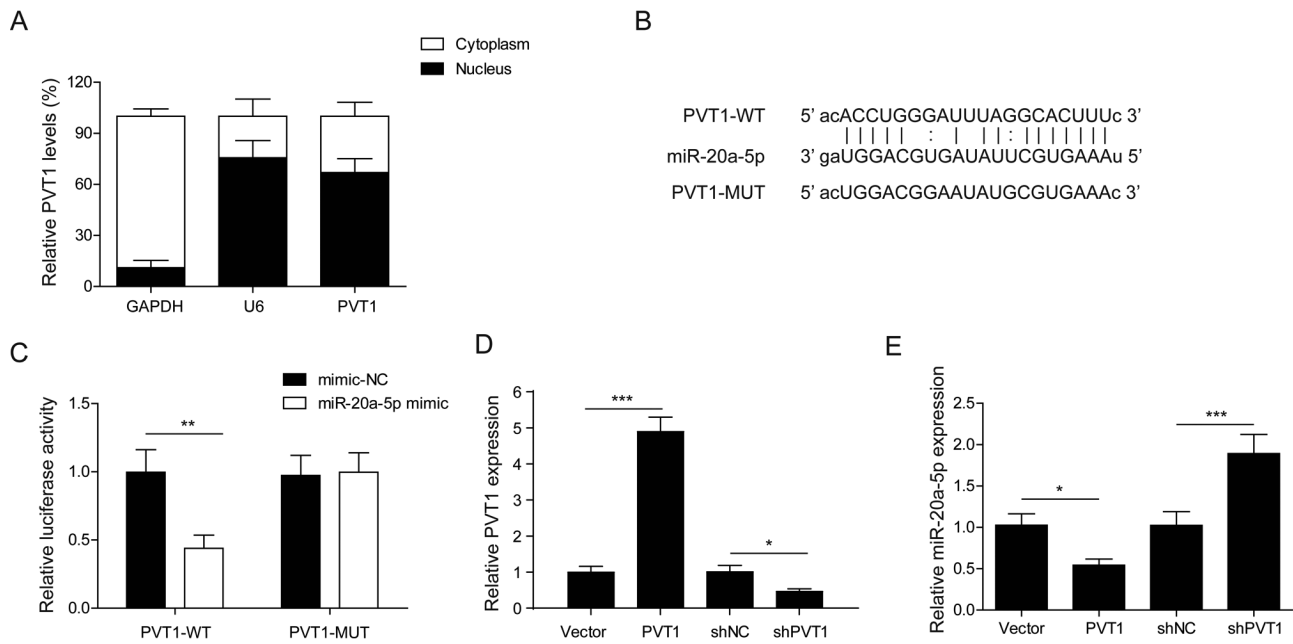 A
Cytoplasm
Nucleus
Relative PVT1 levels (%)
120
90
60
30
0
GAPDH U6 PVT1
B
PVT1-WT 5' acACCUGGGAUUUAGGCACUUUc 3'
| | | | | : | | | : | | | | | | |
miR-20a-5p 3' gaUGGACGUGAUAUUCGUGAAAu 5'
PVT1-MUT 5' acUGGACGGAAUAUGCGUGAAAc 3'
C
mimic-NC
miR-20a-5p mimic
Relative luciferase activity
1.5
1.0
0.5
0.0
**
PVT1-WT PVT1-MUT
D
Relative PVT1 expression
6
5
4
3
2
1
0
***
*
Vector PVT1 shNC shPVT1
E
Relative miR-20a-5p expression
2.5
2.0
1.5
1.0
0.5
0.0
*
***
Vector PVT1 shNC shPVT1